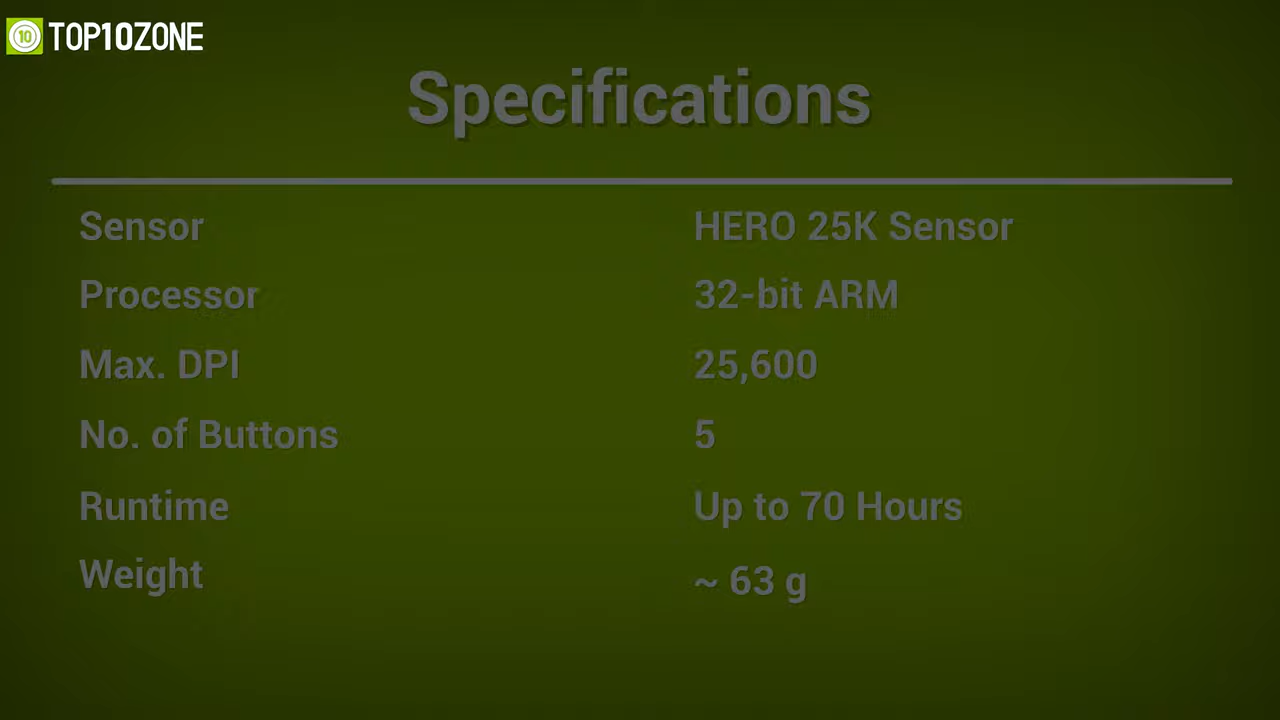 10 TOP10ZONE
Specifications
Sensor HERO 25K Sensor
Processor 32-bit ARM
Max. DPI 25,600
No. of Buttons 5
Runtime Up to 70 Hours
Weight ~ 63 g